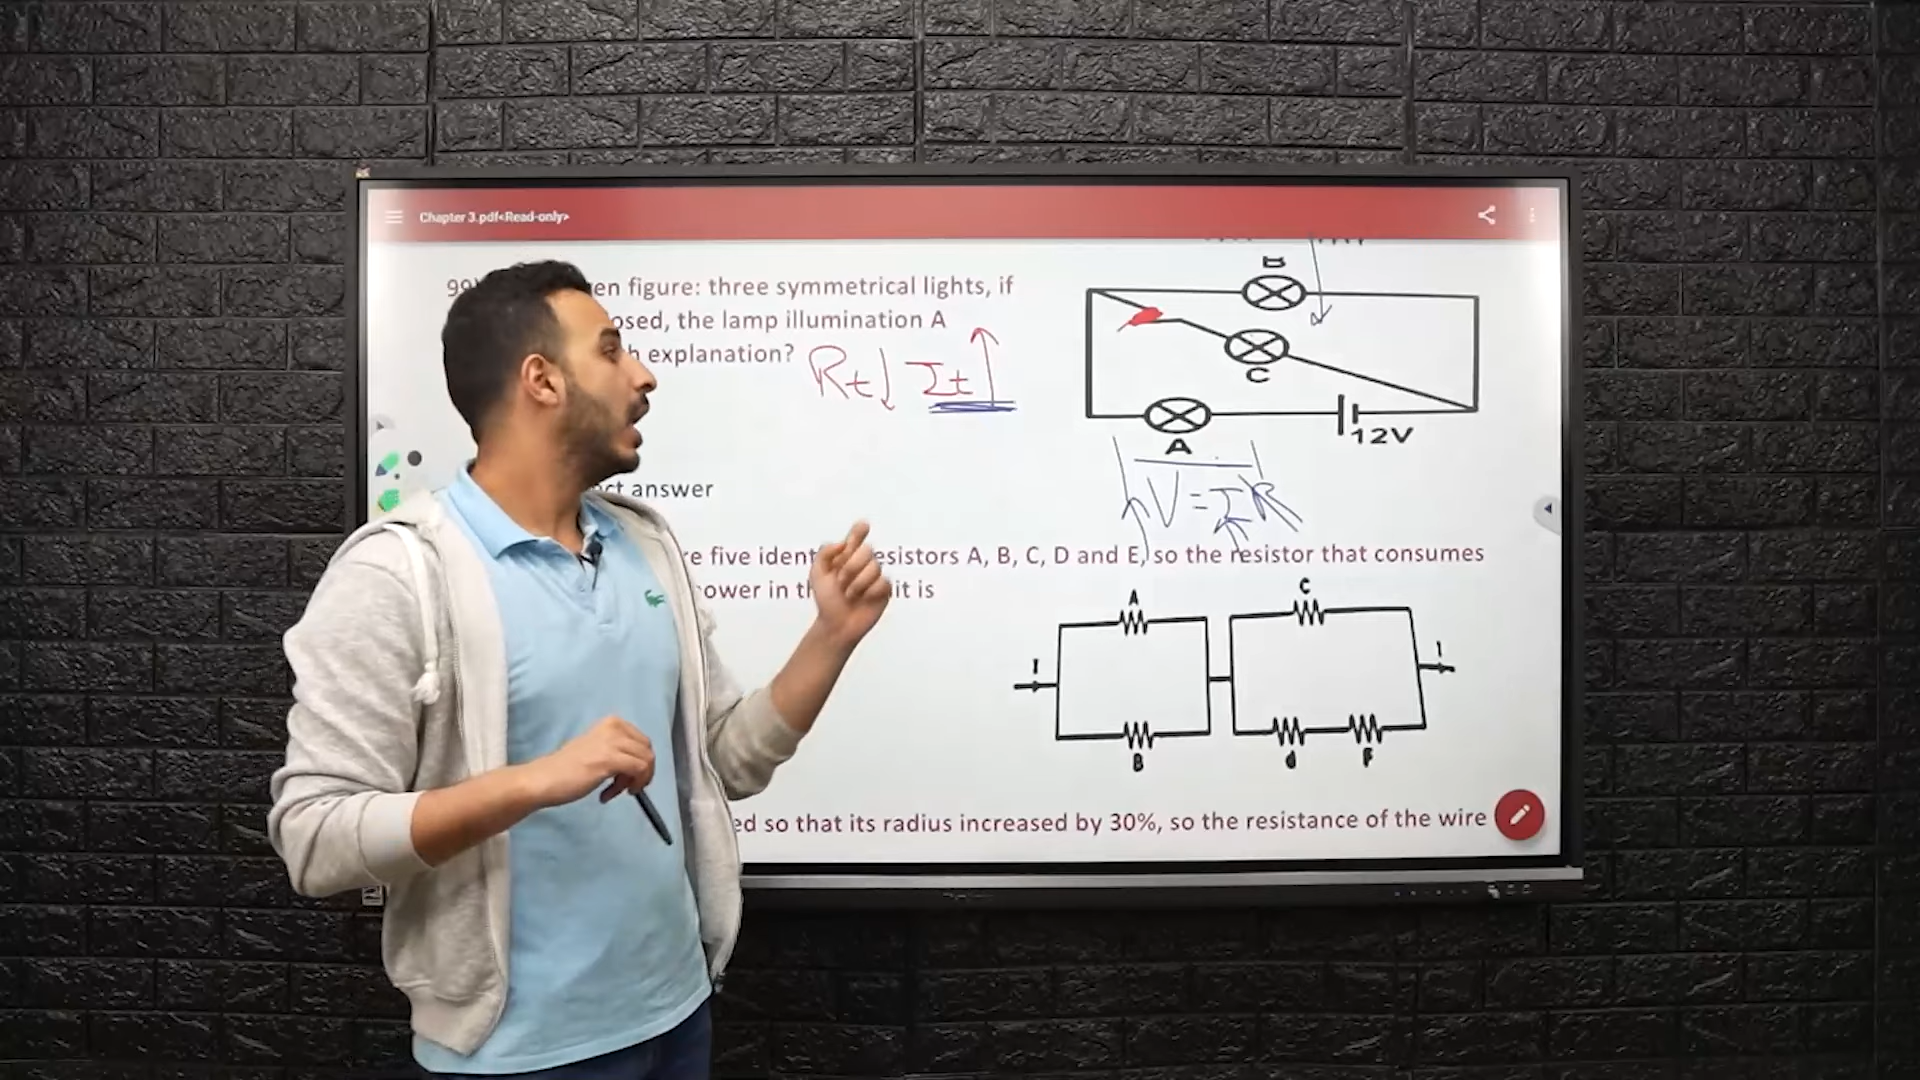 Chapter 3.pdf<Read-only>
99
en figure: three symmetrical lights, if
osed, the lamp illumination A
h explanation?
Rt↓ It↑
B
C
A
12V
V=IR
ct answer
re five ident esistors A, B, C, D and E, so the resistor that consumes
ower in th it is
A
C
I
I
B
d
F
ed so that its radius increased by 30%, so the resistance of the wire